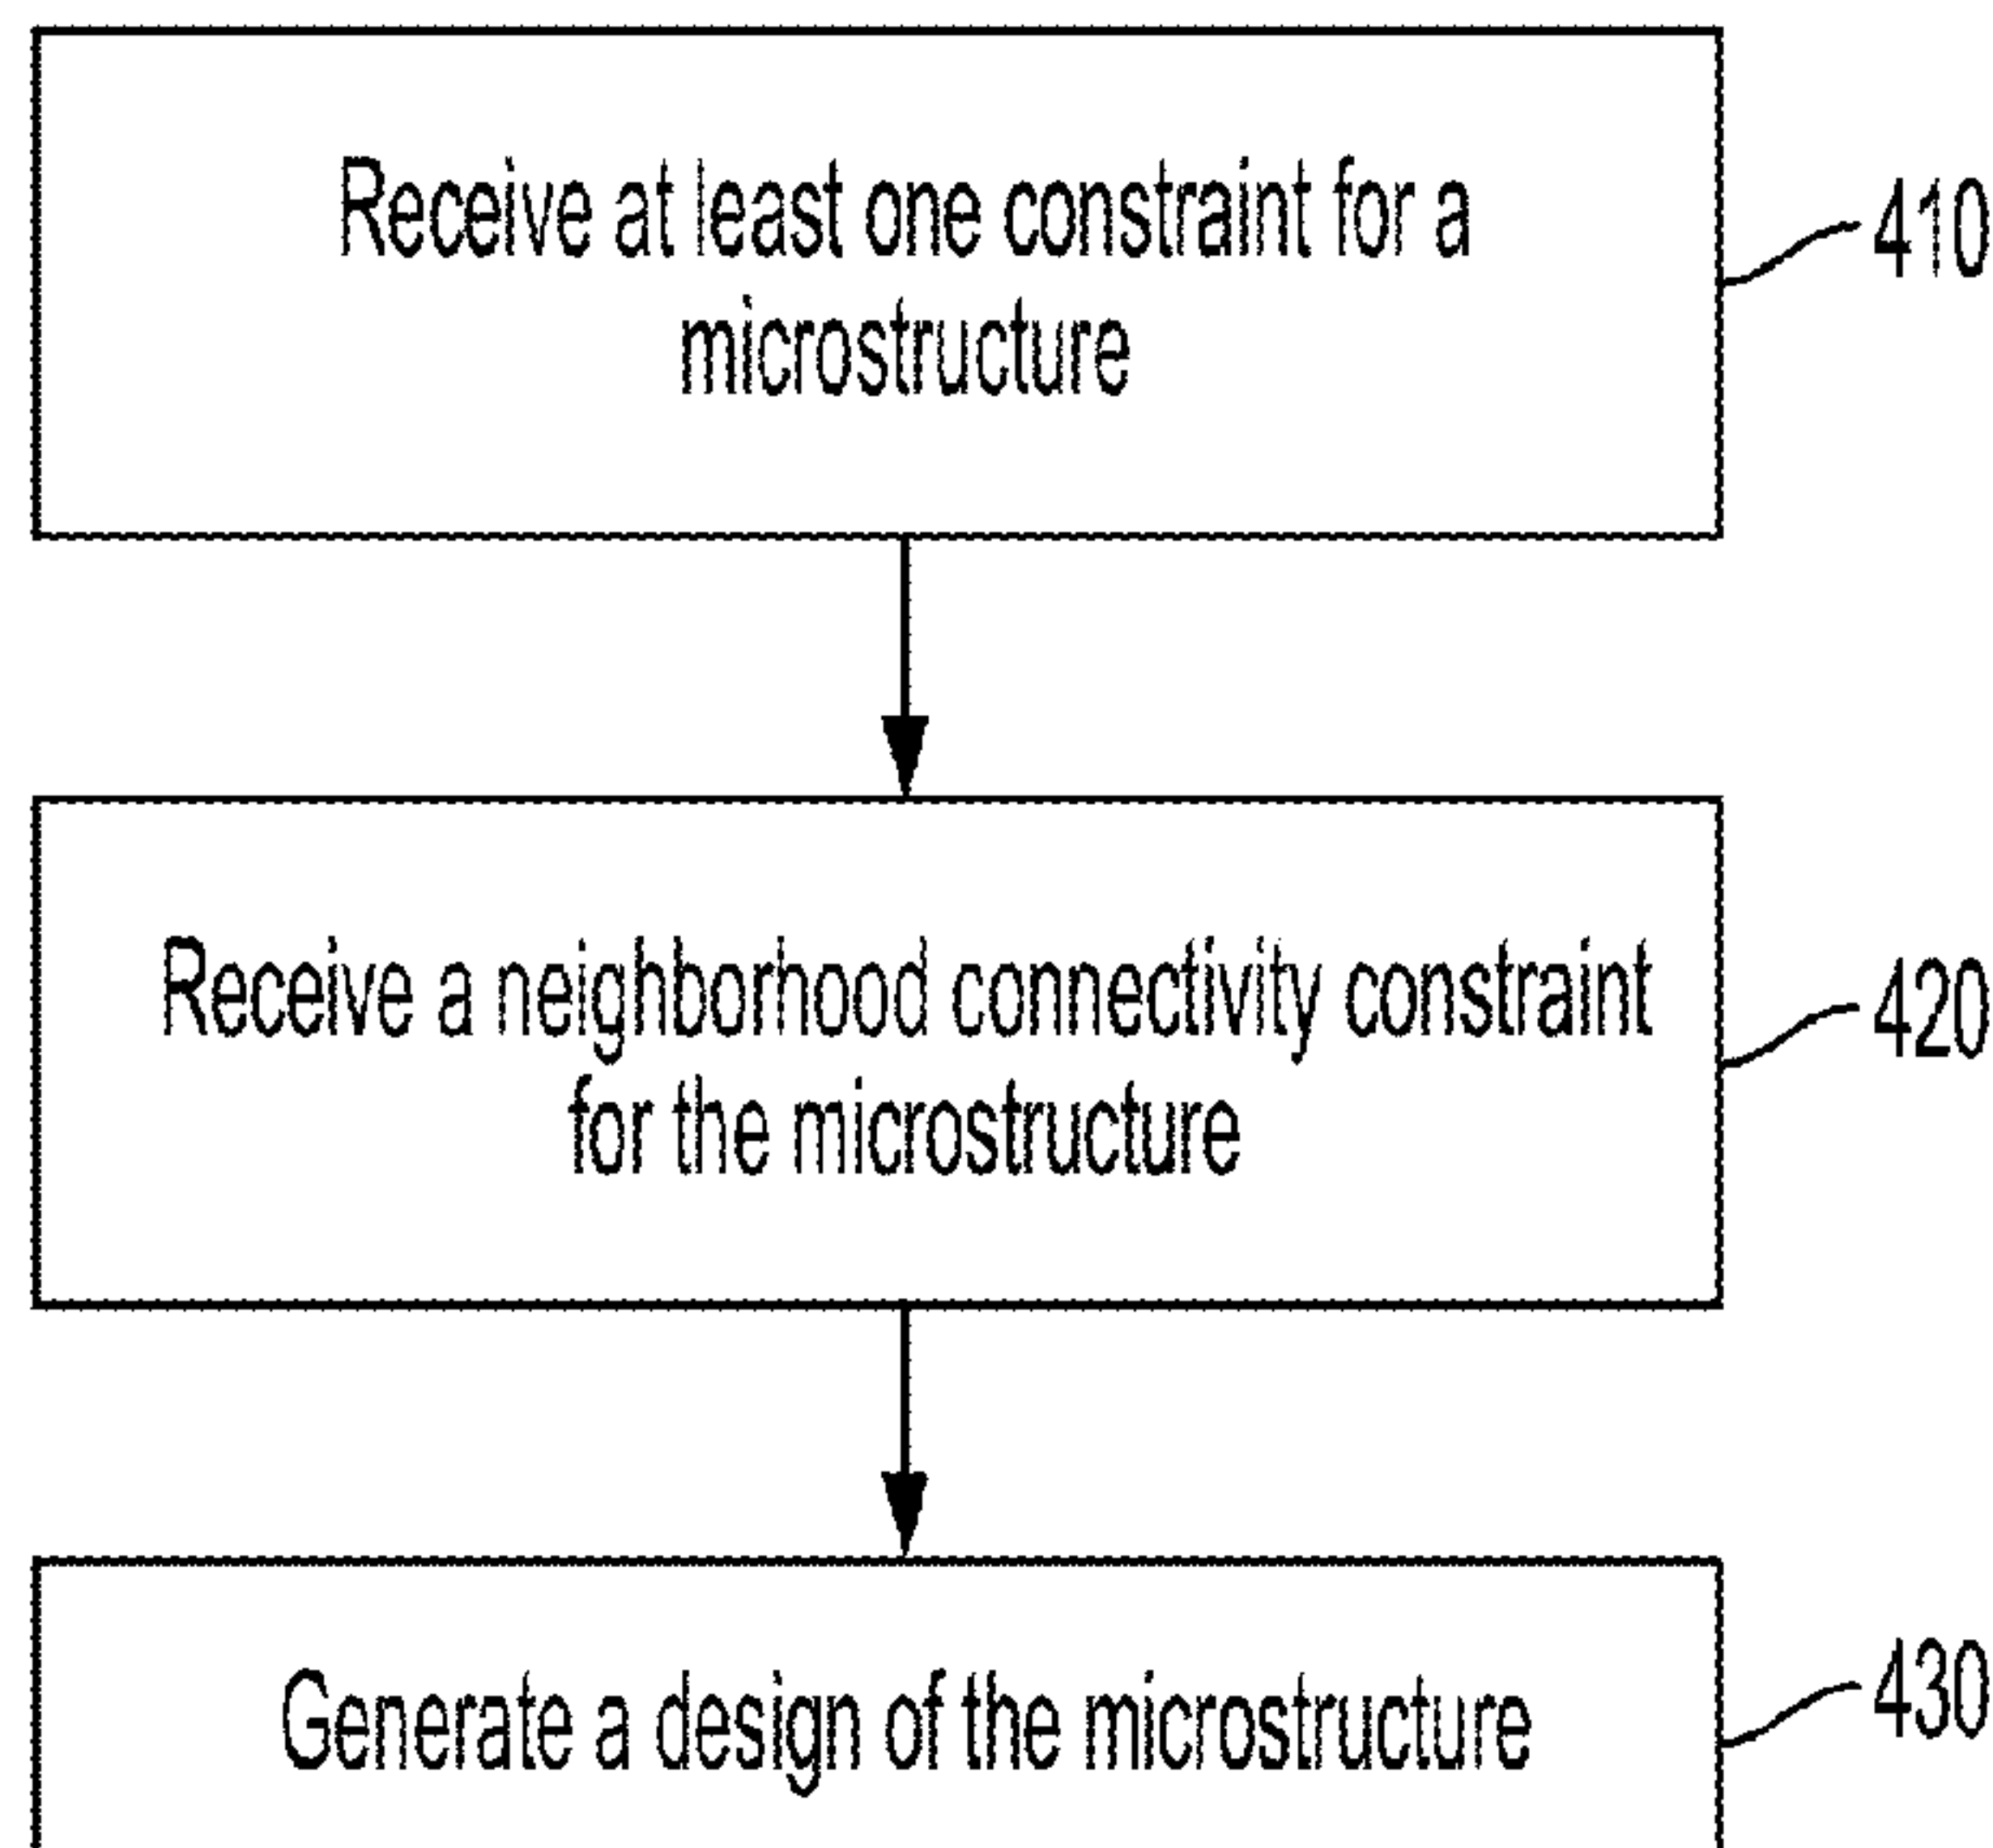 Receive at least one constraint for a
microstructure
410
Receive a neighborhood connectivity constraint
for the microstructure
420
Generate a design of the microstructure
430